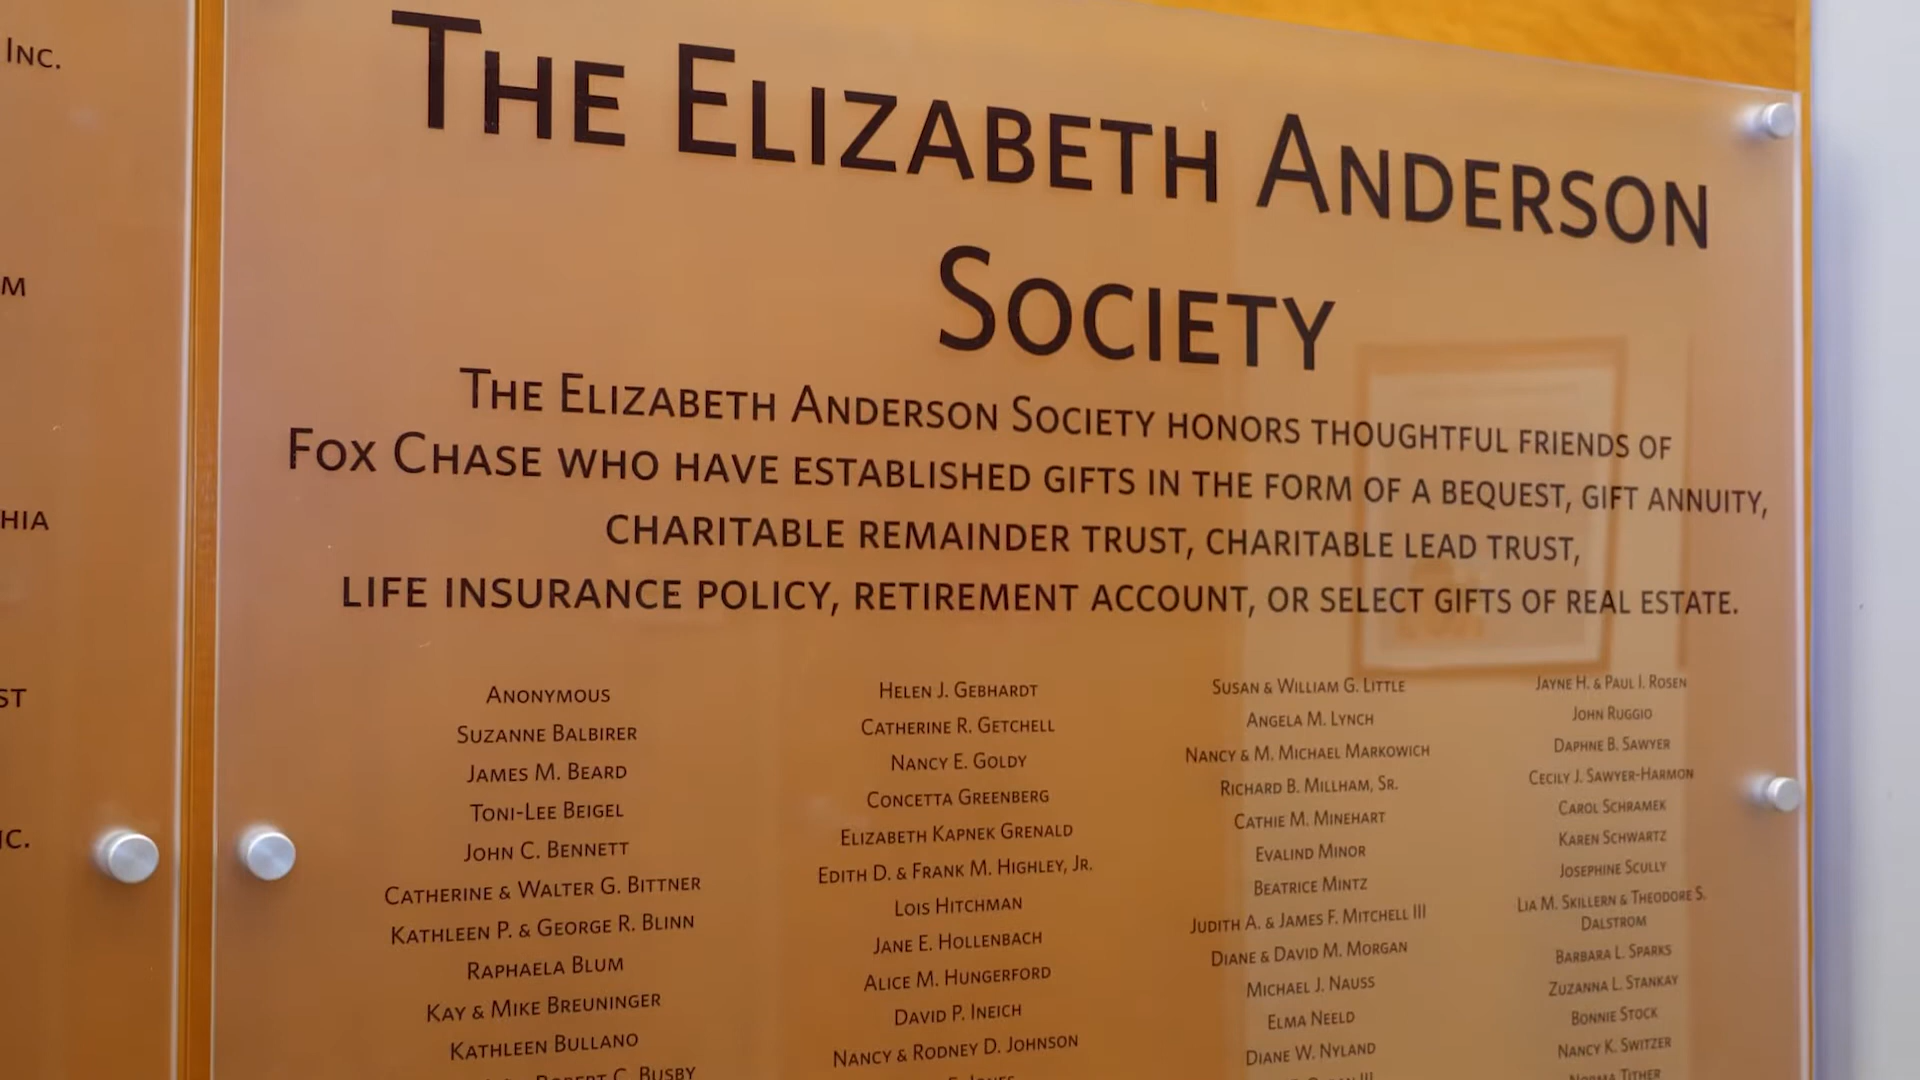 Inc.
M
HIA
ST
IC.
The Elizabeth Anderson
Society
The Elizabeth Anderson Society honors thoughtful friends of
Fox Chase who have established gifts in the form of a bequest, gift annuity,
charitable remainder trust, charitable lead trust,
life insurance policy, retirement account, or select gifts of real estate.
Anonymous
Suzanne Balbirer
James M. Beard
Toni-Lee Beigel
John C. Bennett
Catherine & Walter G. Bittner
Kathleen P. & George R. Blinn
Raphaela Blum
Kay & Mike Breuninger
Kathleen Bullano
Robert C. Busby
Helen J. Gebhardt
Catherine R. Getchell
Nancy E. Goldy
Concetta Greenberg
Elizabeth Kapnek Grenald
Edith D. & Frank M. Highley, Jr.
Lois Hitchman
Jane E. Hollenbach
Alice M. Hungerford
David P. Ineich
Nancy & Rodney D. Johnson
Susan & William G. Little
Angela M. Lynch
Nancy & M. Michael Markowich
Richard B. Millham, Sr.
Cathie M. Minehart
Evalind Minor
Beatrice Mintz
Judith A. & James F. Mitchell III
Diane & David M. Morgan
Michael J. Nauss
Elma Neeld
Diane W. Nyland
III
Jayne H. & Paul I. Rosen
John Ruggio
Daphne B. Sawyer
Cecily J. Sawyer-Harmon
Carol Schramek
Karen Schwartz
Josephine Scully
Lia M. Skillern & Theodore S.
Dalstrom
Barbara L. Sparks
Zuzanna L. Stankay
Bonnie Stock
Nancy K. Switzer
Norma Tither